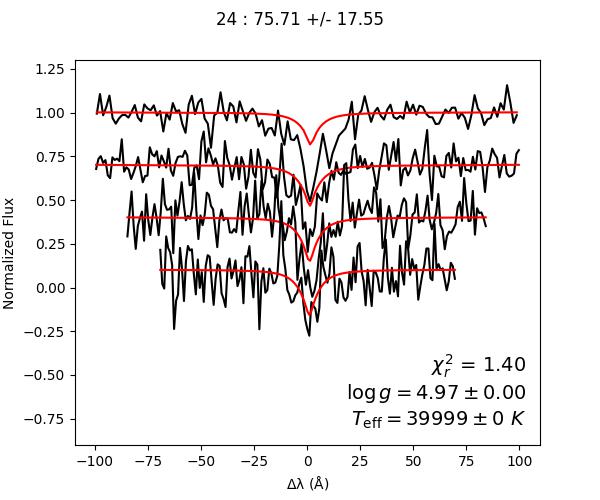 24 : 75.71 +/- 17.55
1.25
1.00
0.75
0.50
0.25
0.00
−0.25
−0.50
−0.75
Normalized Flux
χ²ᵣ = 1.40
log g = 4.97 ± 0.00
T_eff = 39999 ± 0 K
−100 −75 −50 −25 0 25 50 75 100
Δλ (Å)